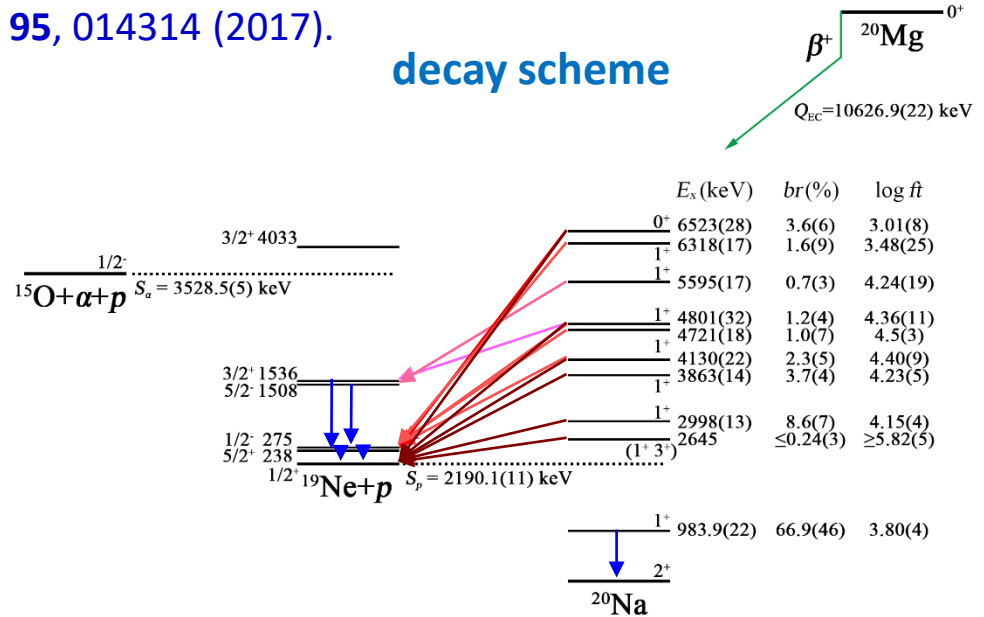 95, 014314 (2017).
decay scheme
²⁰Mg 0⁺
β⁺
Q_EC=10626.9(22) keV
Eₓ(keV) br(%) log ft
0⁺ 6523(28) 3.6(6) 3.01(8)
1⁺ 6318(17) 1.6(9) 3.48(25)
1⁺ 5595(17) 0.7(3) 4.24(19)
1⁺ 4801(32) 1.2(4) 4.36(11)
4721(18) 1.0(7) 4.5(3)
1⁺ 4130(22) 2.3(5) 4.40(9)
3863(14) 3.7(4) 4.23(5)
1⁺
1⁺ 2998(13) 8.6(7) 4.15(4)
2645 ≤0.24(3) ≥5.82(5)
(1⁺ 3⁺)
1⁺ 983.9(22) 66.9(46) 3.80(4)
2⁺
²⁰Na
3/2⁺ 4033
1/2⁻
¹⁵O+α+p S_α = 3528.5(5) keV
3/2⁺ 1536
5/2⁻ 1508
1/2⁻ 275
5/2⁺ 238
1/2⁺ ¹⁹Ne+p S_p = 2190.1(11) keV